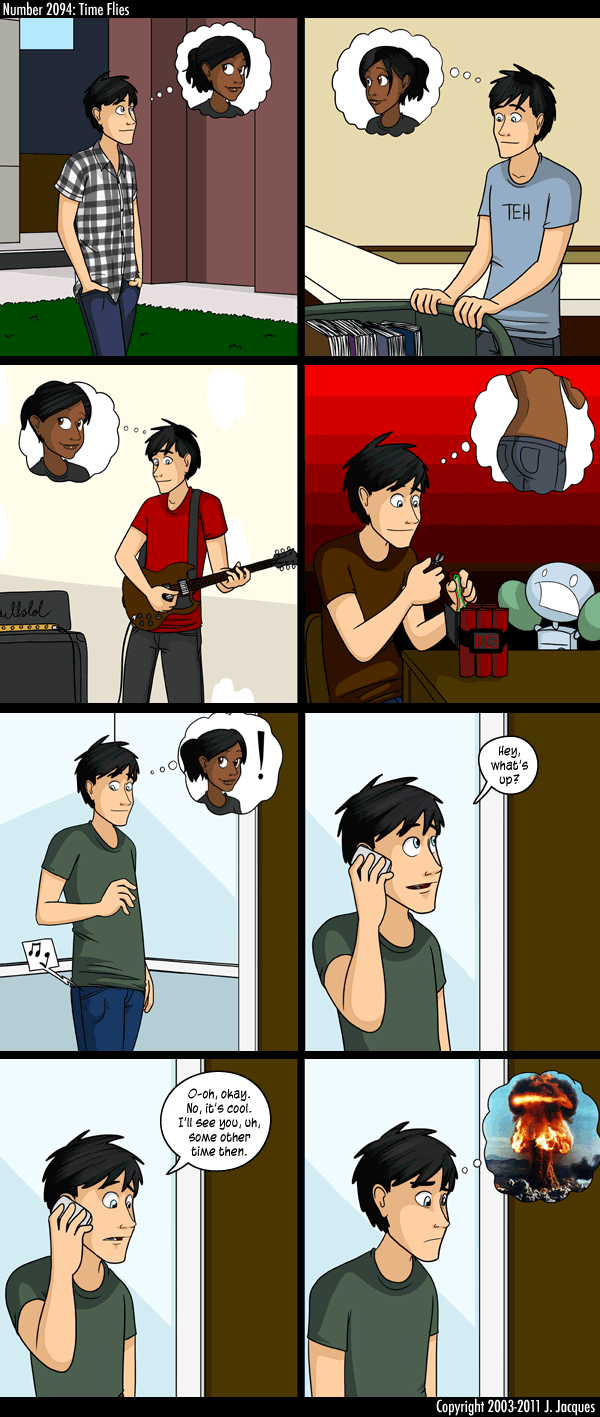 Number 2094: Time Flies
TEH
Hey,
what's
up?
O-oh, okay.
No, it's cool.
I'll see you, uh,
some other
time then.
Copyright 2003-2011 J. Jacques